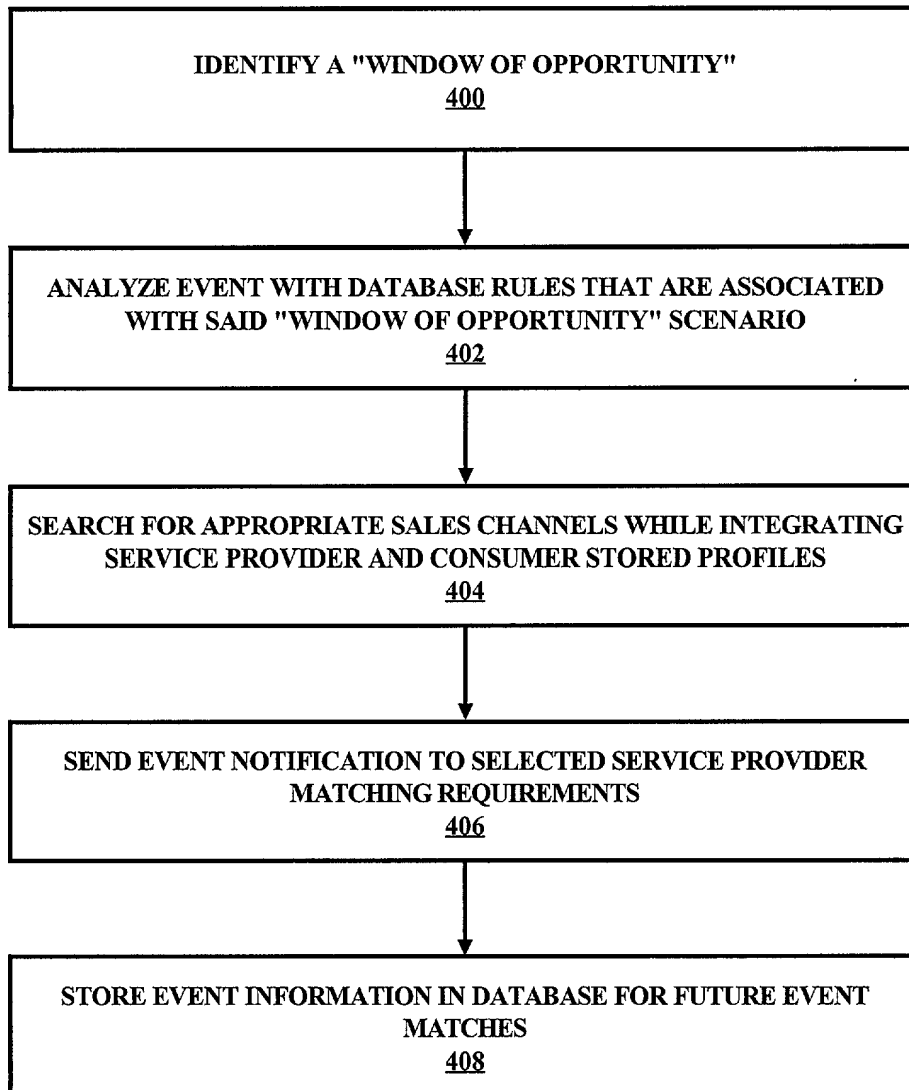 IDENTIFY A "WINDOW OF OPPORTUNITY"
400
ANALYZE EVENT WITH DATABASE RULES THAT ARE ASSOCIATED
WITH SAID "WINDOW OF OPPORTUNITY" SCENARIO
402
SEARCH FOR APPROPRIATE SALES CHANNELS WHILE INTEGRATING
SERVICE PROVIDER AND CONSUMER STORED PROFILES
404
SEND EVENT NOTIFICATION TO SELECTED SERVICE PROVIDER
MATCHING REQUIREMENTS
406
STORE EVENT INFORMATION IN DATABASE FOR FUTURE EVENT
MATCHES
408